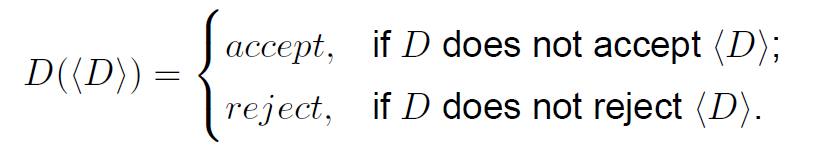 D(⟨D⟩) = { accept, if D does not accept ⟨D⟩;
reject, if D does not reject ⟨D⟩.